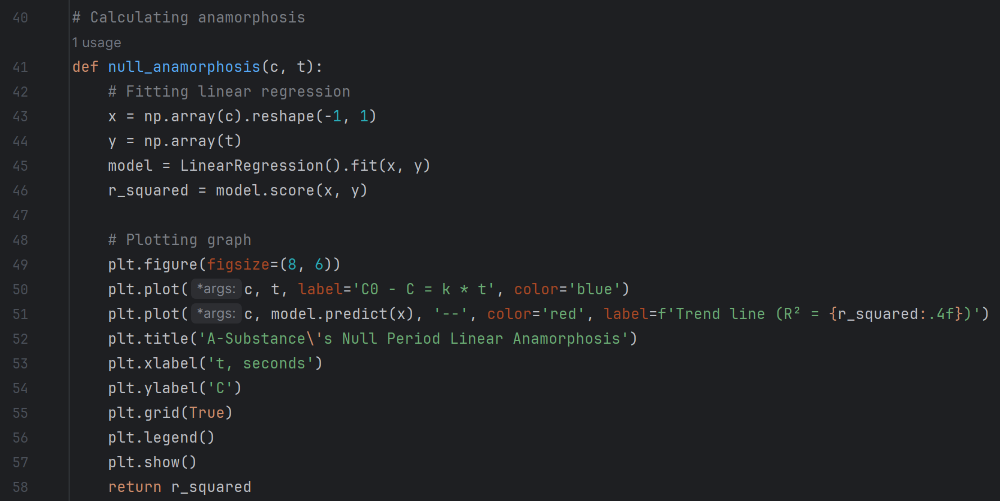 40 # Calculating anamorphosis
1 usage
41 def null_anamorphosis(c, t):
42     # Fitting linear regression
43     x = np.array(c).reshape(-1, 1)
44     y = np.array(t)
45     model = LinearRegression().fit(x, y)
46     r_squared = model.score(x, y)
47
48     # Plotting graph
49     plt.figure(figsize=(8, 6))
50     plt.plot( *args: c, t, label='C0 - C = k * t', color='blue')
51     plt.plot( *args: c, model.predict(x), '--', color='red', label=f'Trend line (R² = {r_squared:.4f})')
52     plt.title('A-Substance\'s Null Period Linear Anamorphosis')
53     plt.xlabel('t, seconds')
54     plt.ylabel('C')
55     plt.grid(True)
56     plt.legend()
57     plt.show()
58     return r_squared